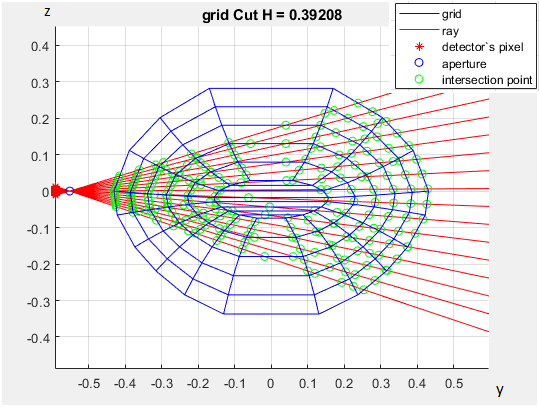 z
grid Cut H = 0.39208
grid
ray
detector`s pixel
aperture
intersection point
0.4
0.3
0.2
0.1
0
-0.1
-0.2
-0.3
-0.4
-0.5 -0.4 -0.3 -0.2 -0.1 0 0.1 0.2 0.3 0.4 0.5
y